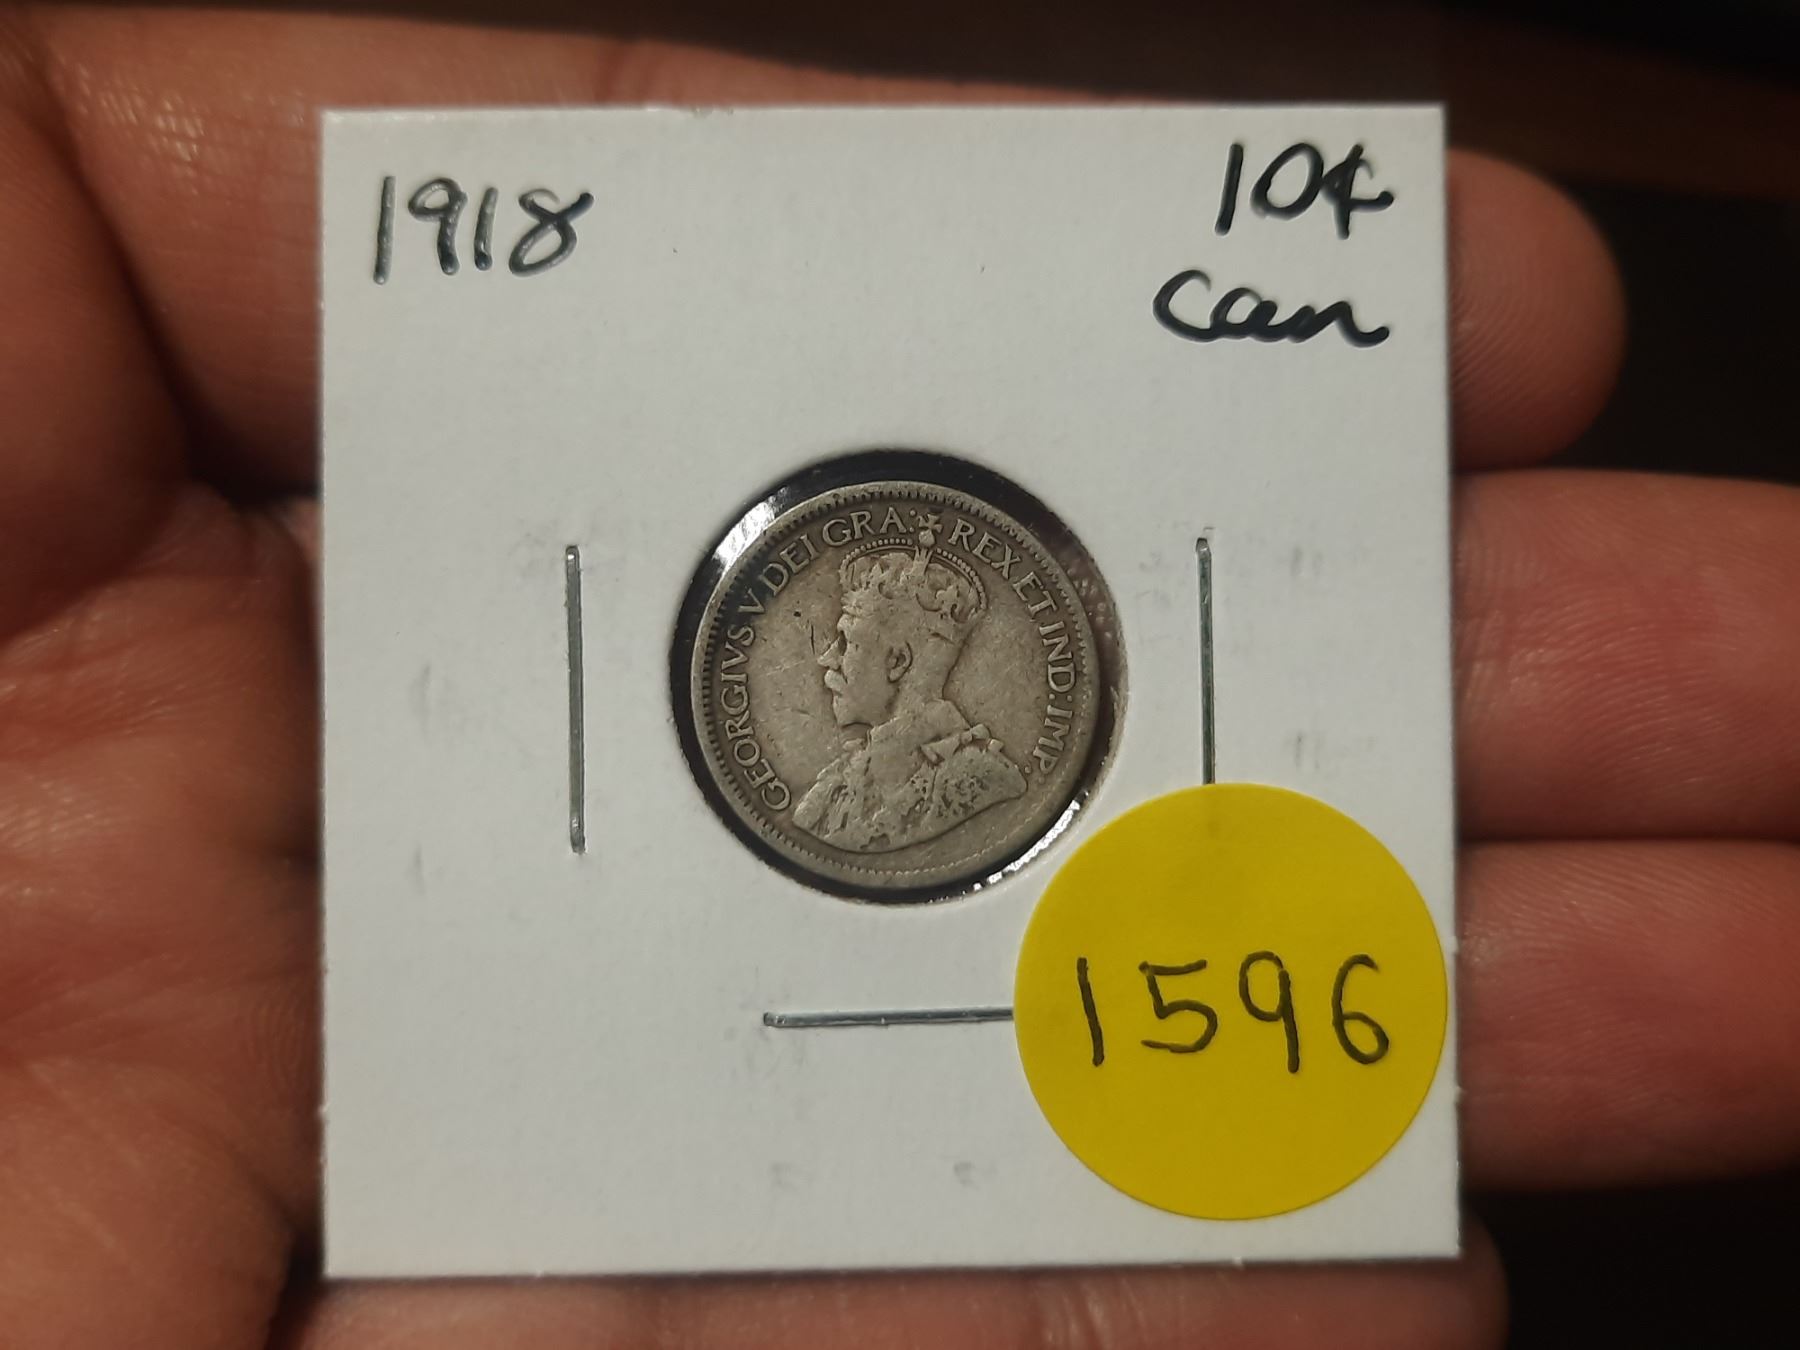 1918
10¢
Can
GEORGIVS V DEI GRA: REX ET IND: IMP:
1596